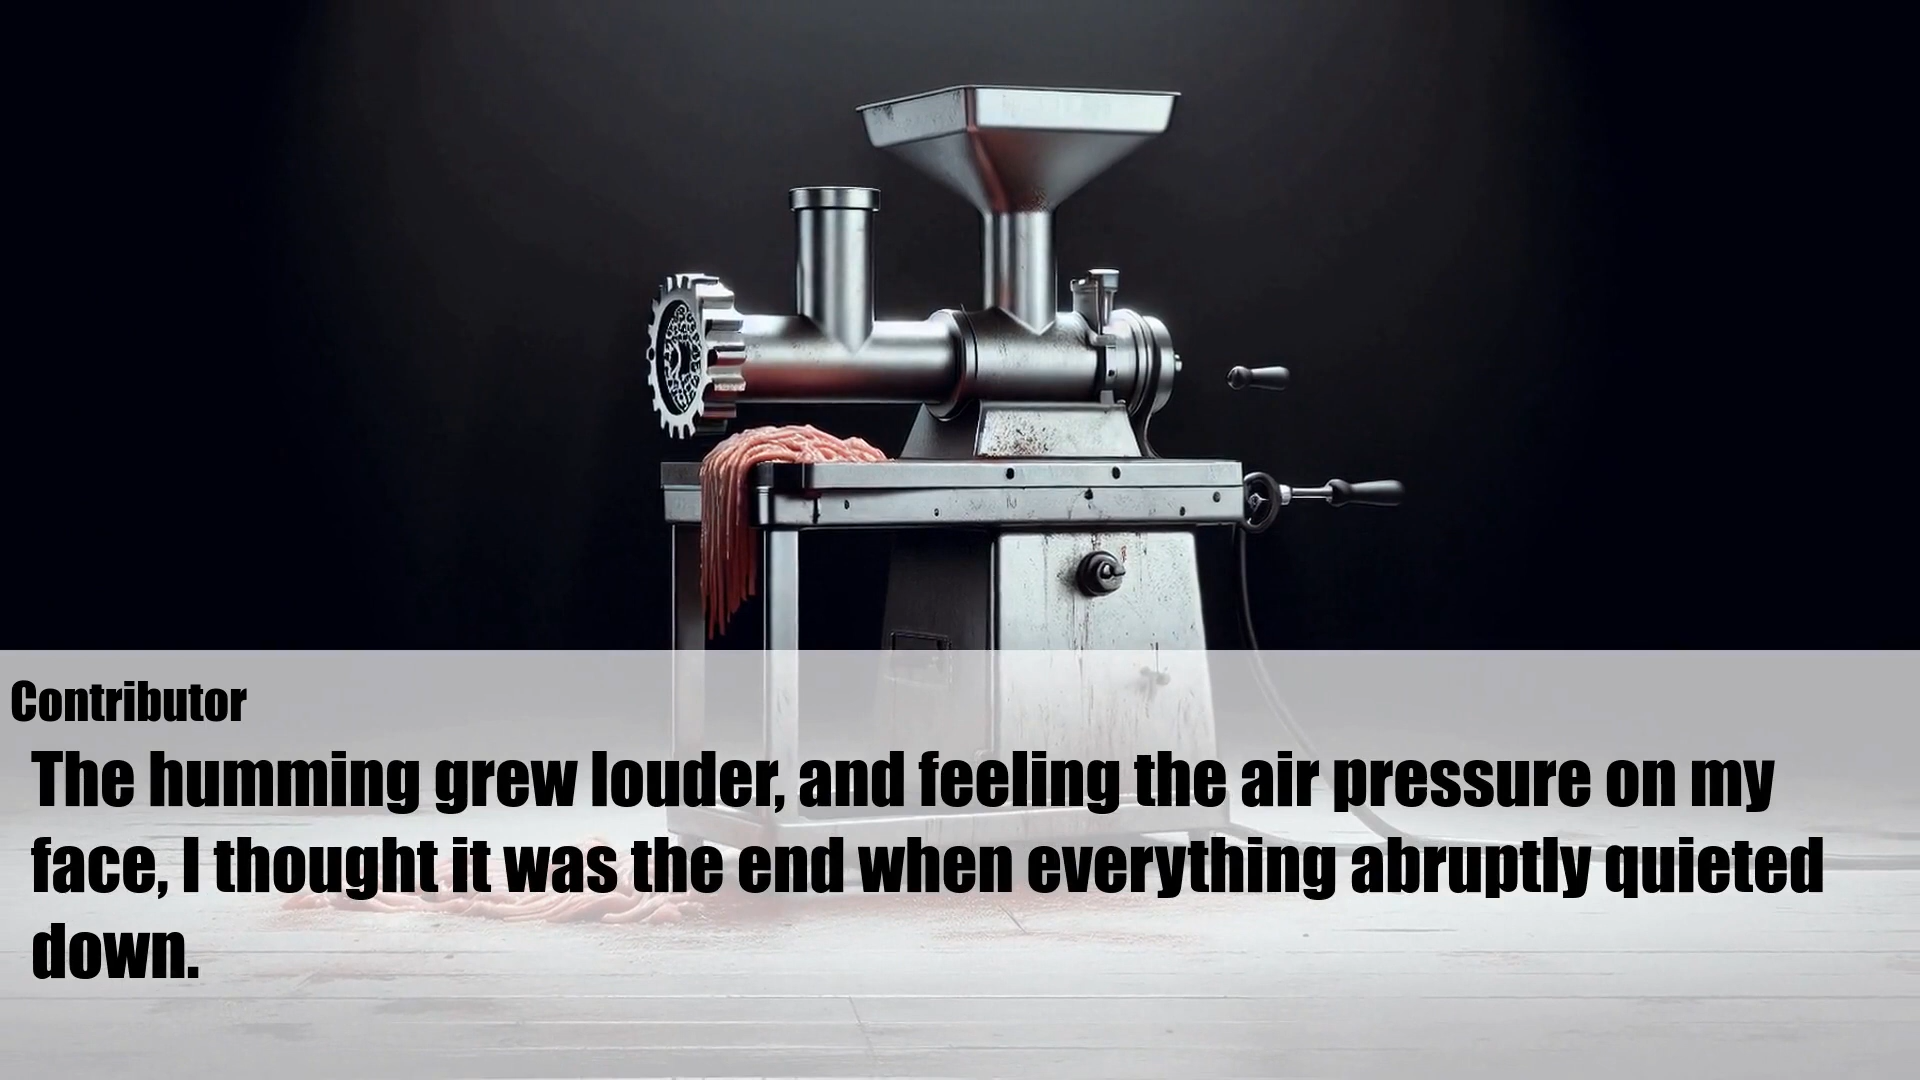 Contributor
The humming grew louder, and feeling the air pressure on my
face, I thought it was the end when everything abruptly quieted
down.